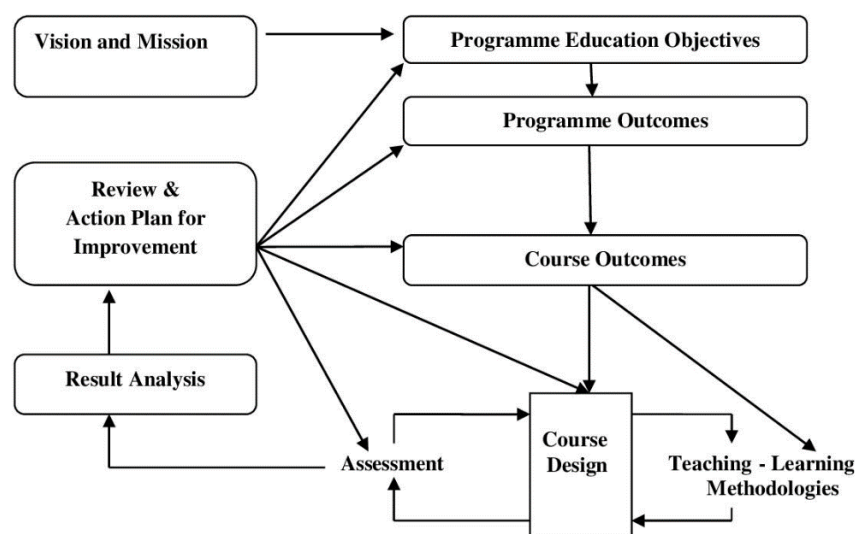 Vision and Mission
Programme Education Objectives
Programme Outcomes
Review &
Action Plan for
Improvement
Course Outcomes
Result Analysis
Assessment
Course
Design
Teaching - Learning
Methodologies